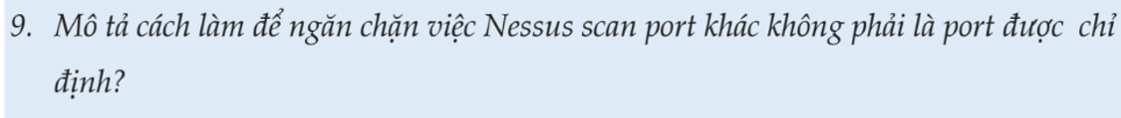 9. Mô tả cách làm để ngăn chặn việc Nessus scan port khác không phải là port được chỉ
định?